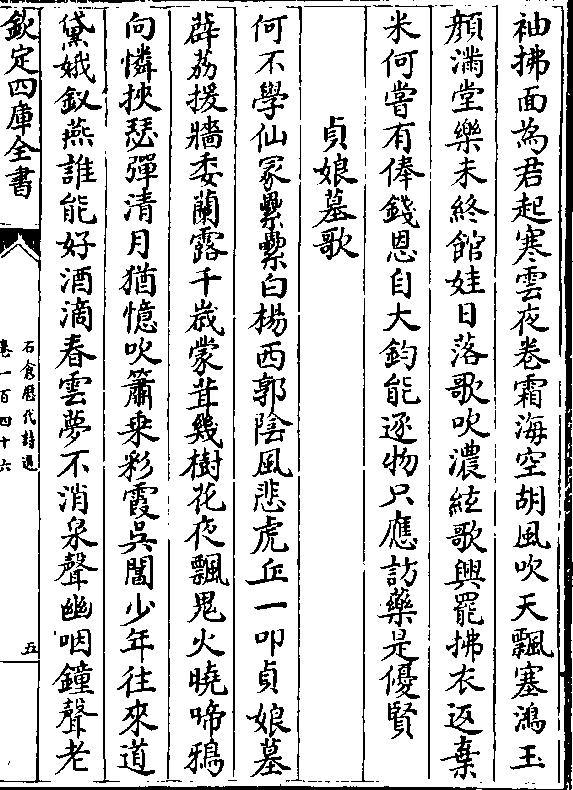 袖拂面為君起寒雲夜卷霜海空胡風吹天飄塞鴻玉
顔滿堂樂未終館娃日落歌吹濃絃歌興罷拂衣返棄
米何嘗有俸錢恩自大鈞能逐物只應訪藥是優賢
貞娘墓歌
何不學仙冡纍纍白楊西郭陰風悲虎丘一叩貞娘墓
薜荔援牆委蘭露千歳蒙茸幾樹花夜飄鬼火曉啼鴉
向憐挾瑟彈清月猶憶吹簫乗彩霞吳閶少年往來道
黛娥釵燕誰能好酒滴春雲夢不消泉聲幽咽鐘聲老
欽定四庫全書
石倉歷代詩選
卷一百四十六
五